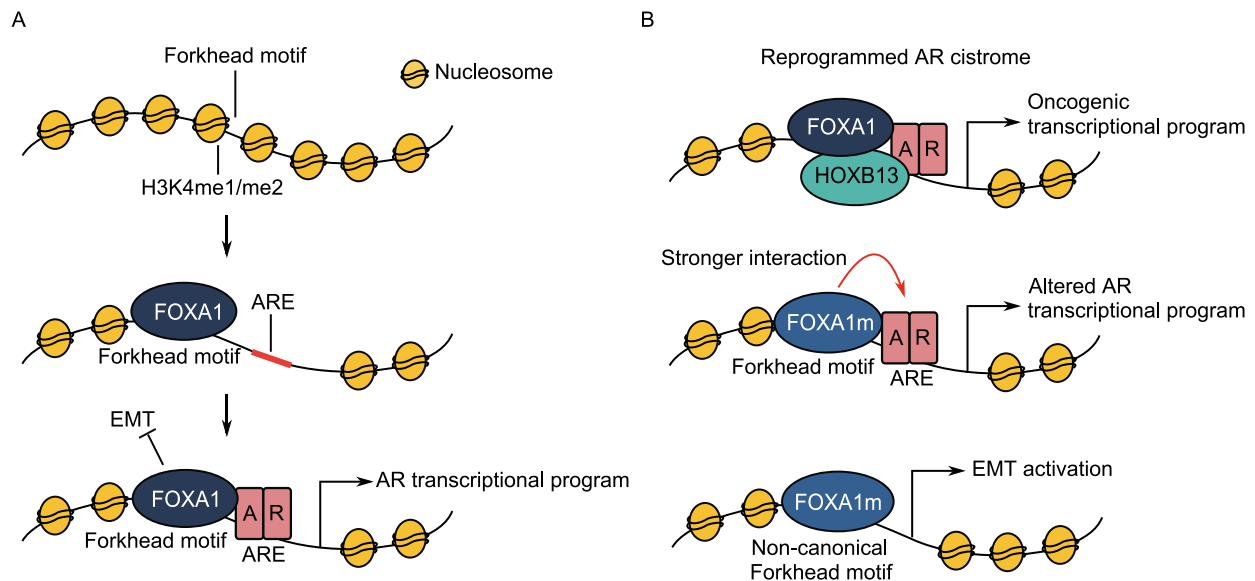 A
Forkhead motif
Nucleosome
H3K4me1/me2
FOXA1
ARE
Forkhead motif
EMT
FOXA1
A R
AR transcriptional program
Forkhead motif
ARE
B
Reprogrammed AR cistrome
FOXA1
A R
HOXB13
Oncogenic
transcriptional program
Stronger interaction
FOXA1m
A R
Altered AR
transcriptional program
Forkhead motif
ARE
EMT activation
FOXA1m
Non-canonical
Forkhead motif